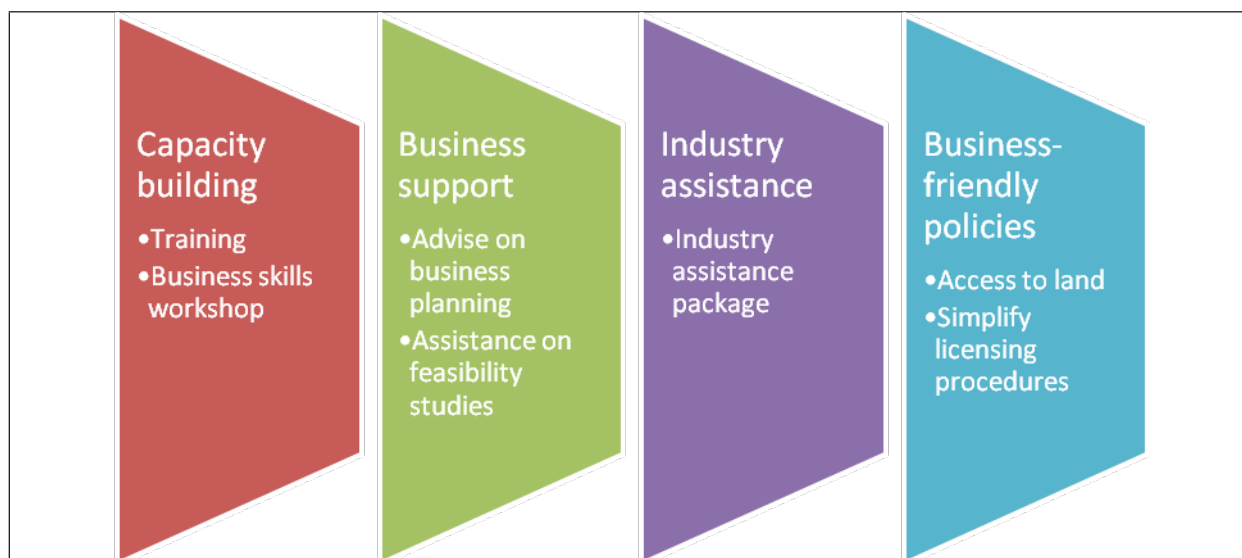 Capacity
building
•Training
•Business skills
workshop
Business
support
•Advise on
business
planning
•Assistance on
feasibility
studies
Industry
assistance
•Industry
assistance
package
Business-
friendly
policies
•Access to land
•Simplify
licensing
procedures